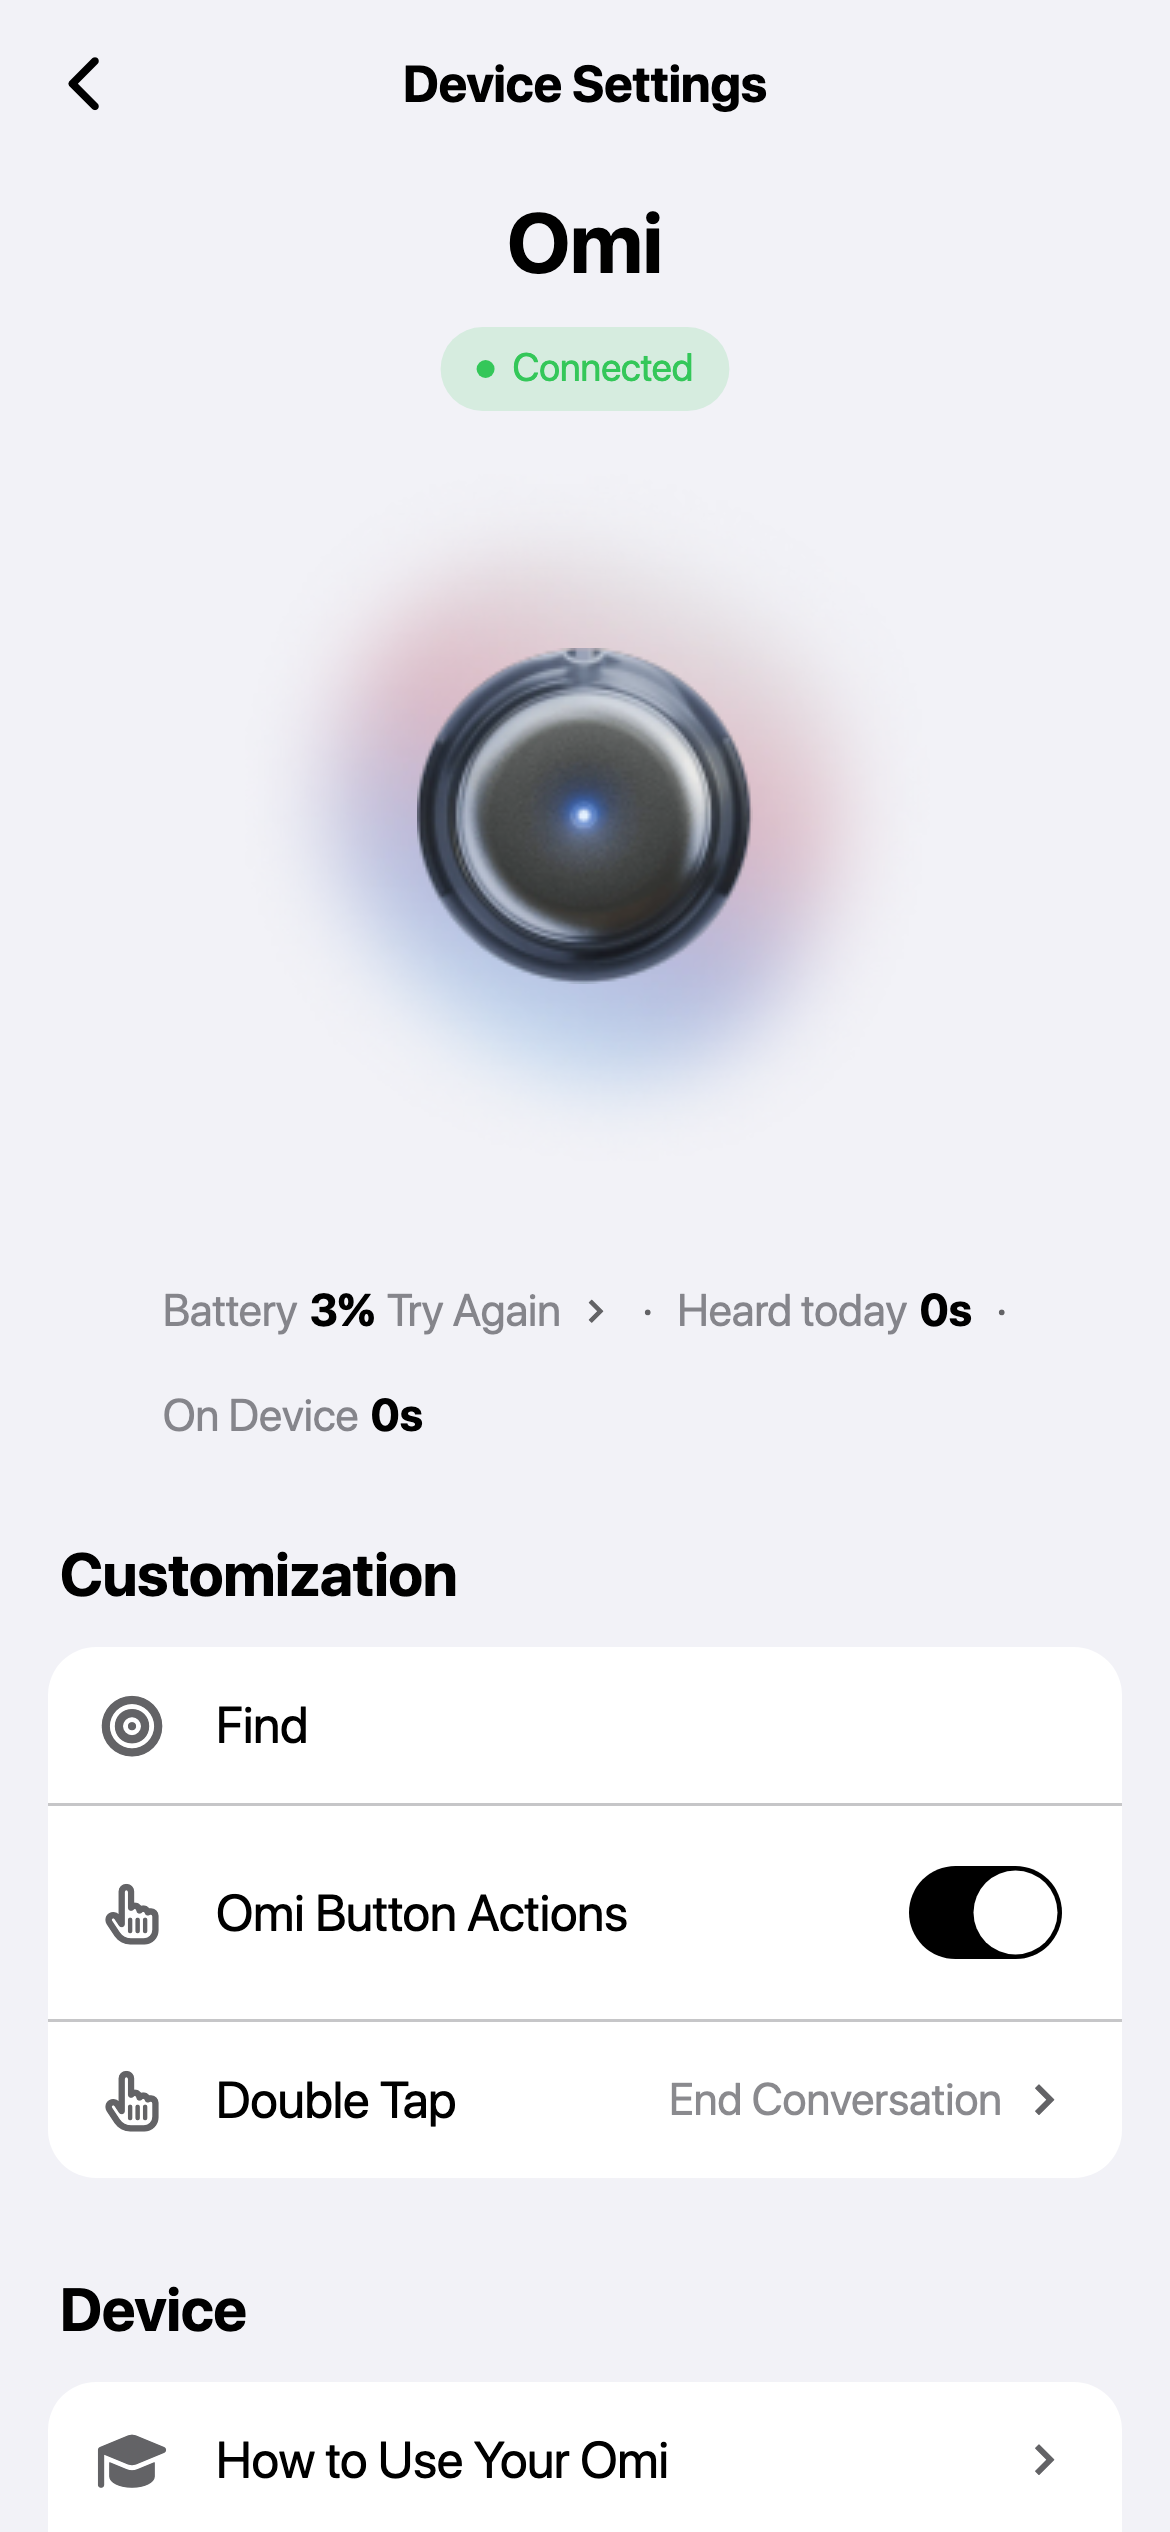 Device Settings
Omi
Connected
Battery 3% Try Again · Heard today 0s ·
On Device 0s
Customization
Find
Omi Button Actions
Double Tap End Conversation
Device
How to Use Your Omi